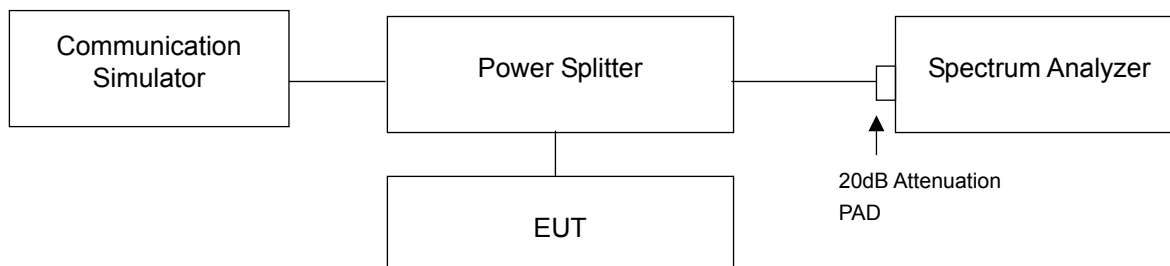 Communication
Simulator
Power Splitter
Spectrum Analyzer
20dB Attenuation
PAD
EUT